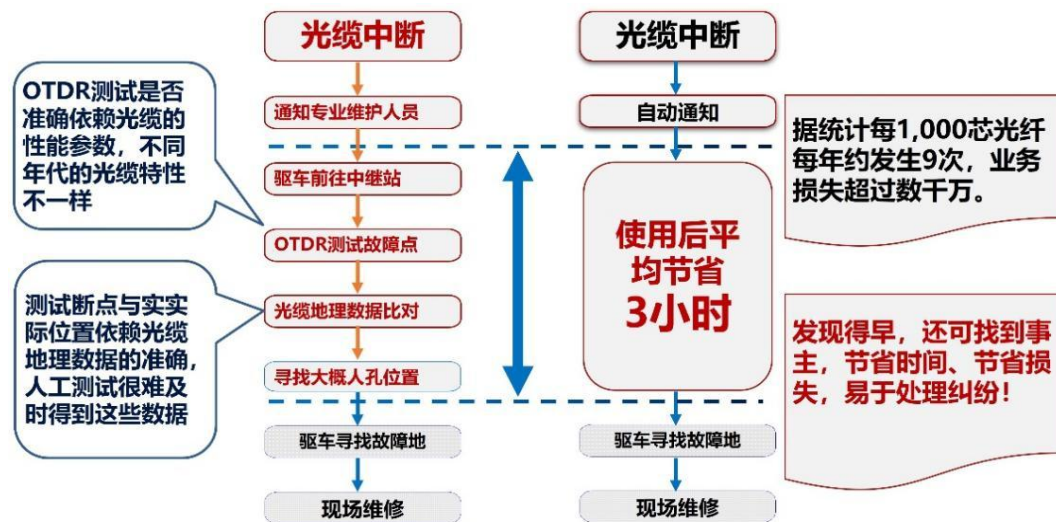 光缆中断
通知专业维护人员
驱车前往中继站
OTDR测试故障点
光缆地理数据比对
寻找大概人孔位置
驱车寻找故障地
现场维修
OTDR测试是否
准确依赖光缆的
性能参数，不同
年代的光缆特性
不一样
测试断点与实实
际位置依赖光缆
地理数据的准确，
人工测试很难及
时得到这些数据
光缆中断
自动通知
使用后平
均节省
3小时
驱车寻找故障地
现场维修
据统计每1,000芯光纤
每年约发生9次，业务
损失超过数千万。
发现得早，还可找到事
主，节省时间、节省损
失，易于处理纠纷！